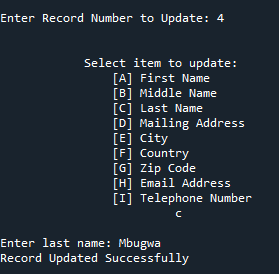 Enter Record Number to Update: 4
Select item to update:
[A] First Name
[B] Middle Name
[C] Last Name
[D] Mailing Address
[E] City
[F] Country
[G] Zip Code
[H] Email Address
[I] Telephone Number
c
Enter last name: Mbugwa
Record Updated Successfully